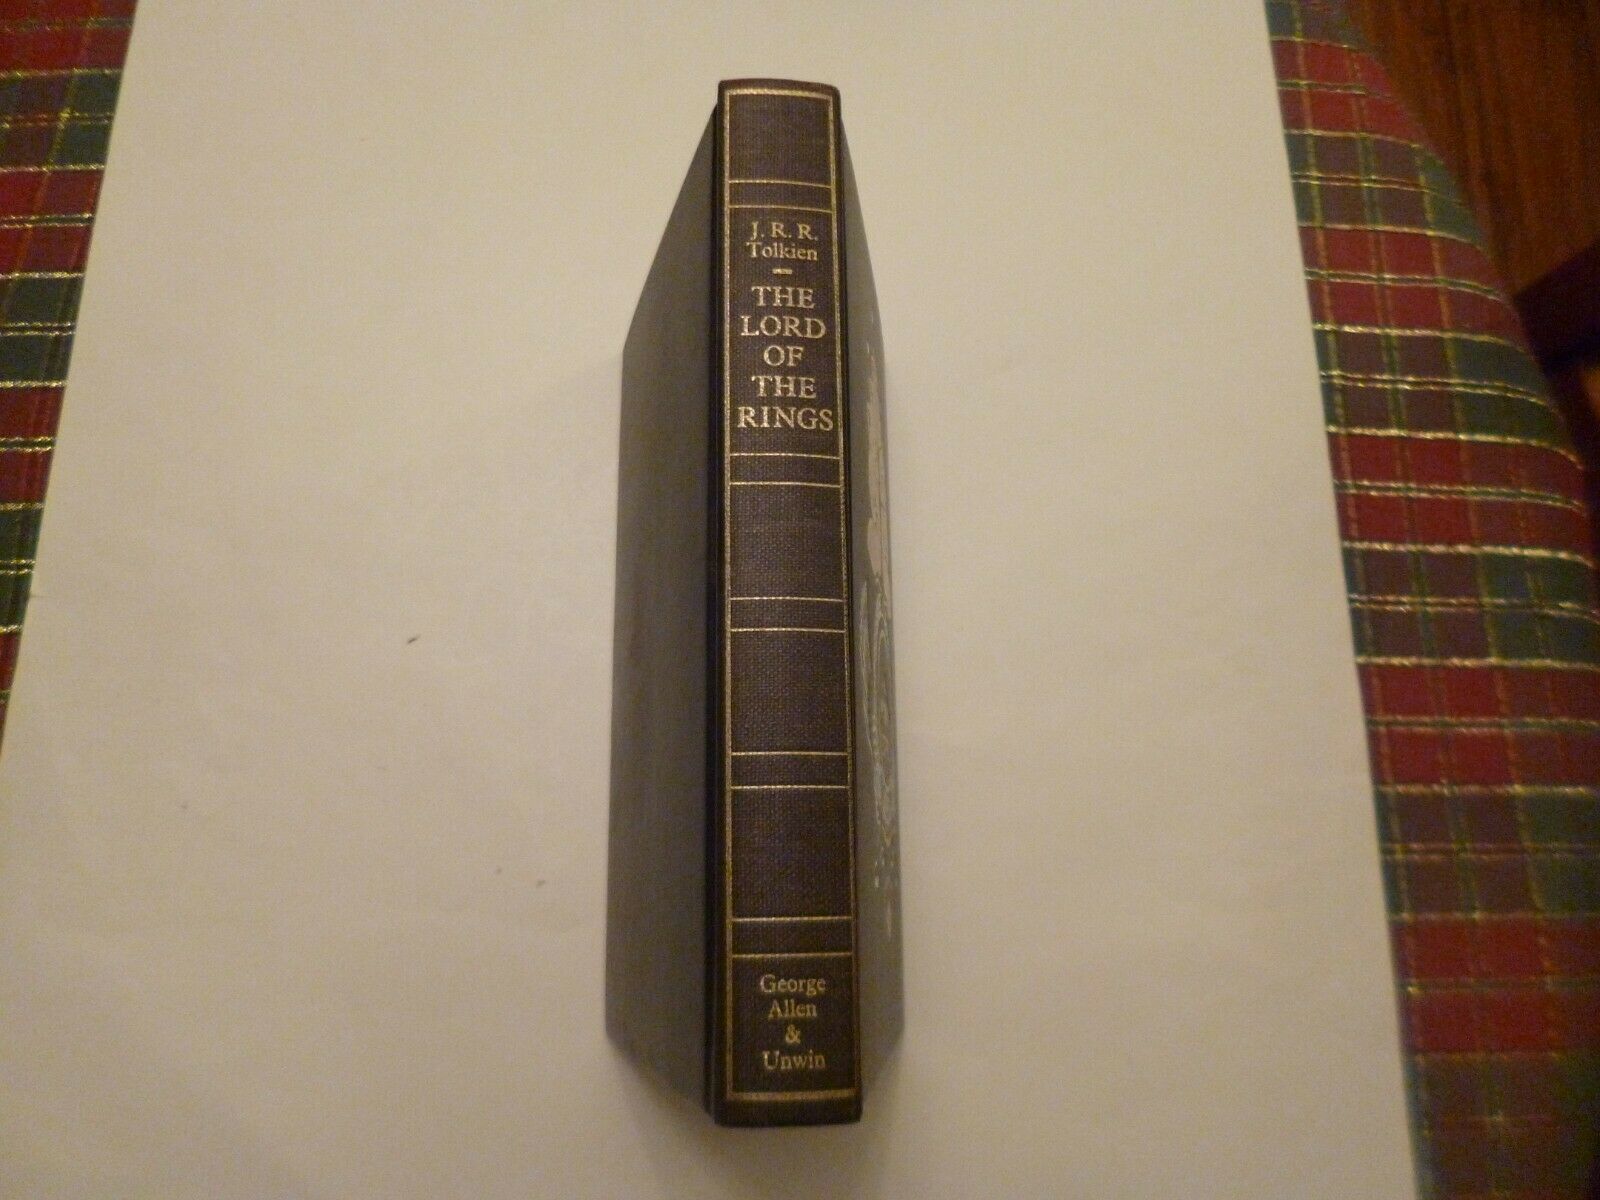 J. R. R.
Tolkien
THE
LORD
OF
THE
RINGS
George
Allen
&
Unwin